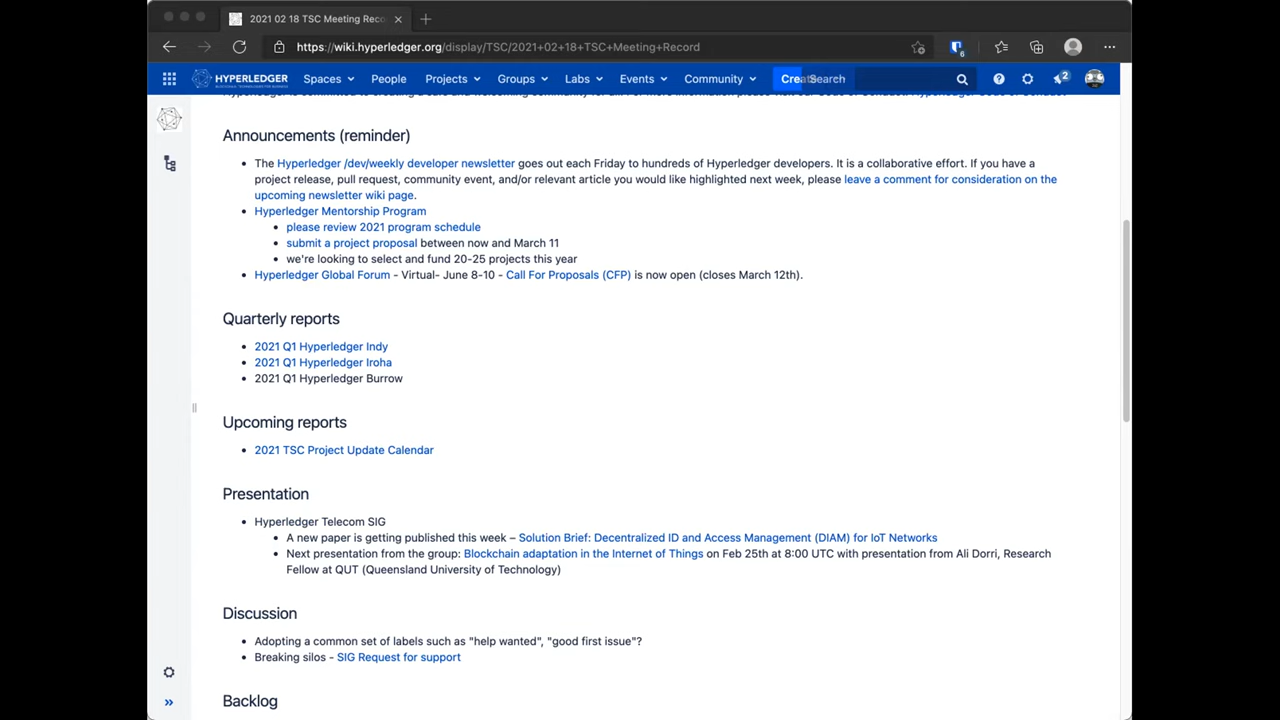 2021 02 18 TSC Meeting Reco
https://wiki.hyperledger.org/display/TSC/2021+02+18+TSC+Meeting+Record
6
HYPERLEDGER Spaces People Projects Groups Labs Events Community Create Search 2
Announcements (reminder)
• The Hyperledger /dev/weekly developer newsletter goes out each Friday to hundreds of Hyperledger developers. It is a collaborative effort. If you have a
project release, pull request, community event, and/or relevant article you would like highlighted next week, please leave a comment for consideration on the
upcoming newsletter wiki page.
• Hyperledger Mentorship Program
• please review 2021 program schedule
• submit a project proposal between now and March 11
• we're looking to select and fund 20-25 projects this year
• Hyperledger Global Forum - Virtual- June 8-10 - Call For Proposals (CFP) is now open (closes March 12th).
Quarterly reports
• 2021 Q1 Hyperledger Indy
• 2021 Q1 Hyperledger Iroha
• 2021 Q1 Hyperledger Burrow
Upcoming reports
• 2021 TSC Project Update Calendar
Presentation
• Hyperledger Telecom SIG
• A new paper is getting published this week – Solution Brief: Decentralized ID and Access Management (DIAM) for IoT Networks
• Next presentation from the group: Blockchain adaptation in the Internet of Things on Feb 25th at 8:00 UTC with presentation from Ali Dorri, Research
Fellow at QUT (Queensland University of Technology)
Discussion
• Adopting a common set of labels such as "help wanted", "good first issue"?
• Breaking silos - SIG Request for support
Backlog